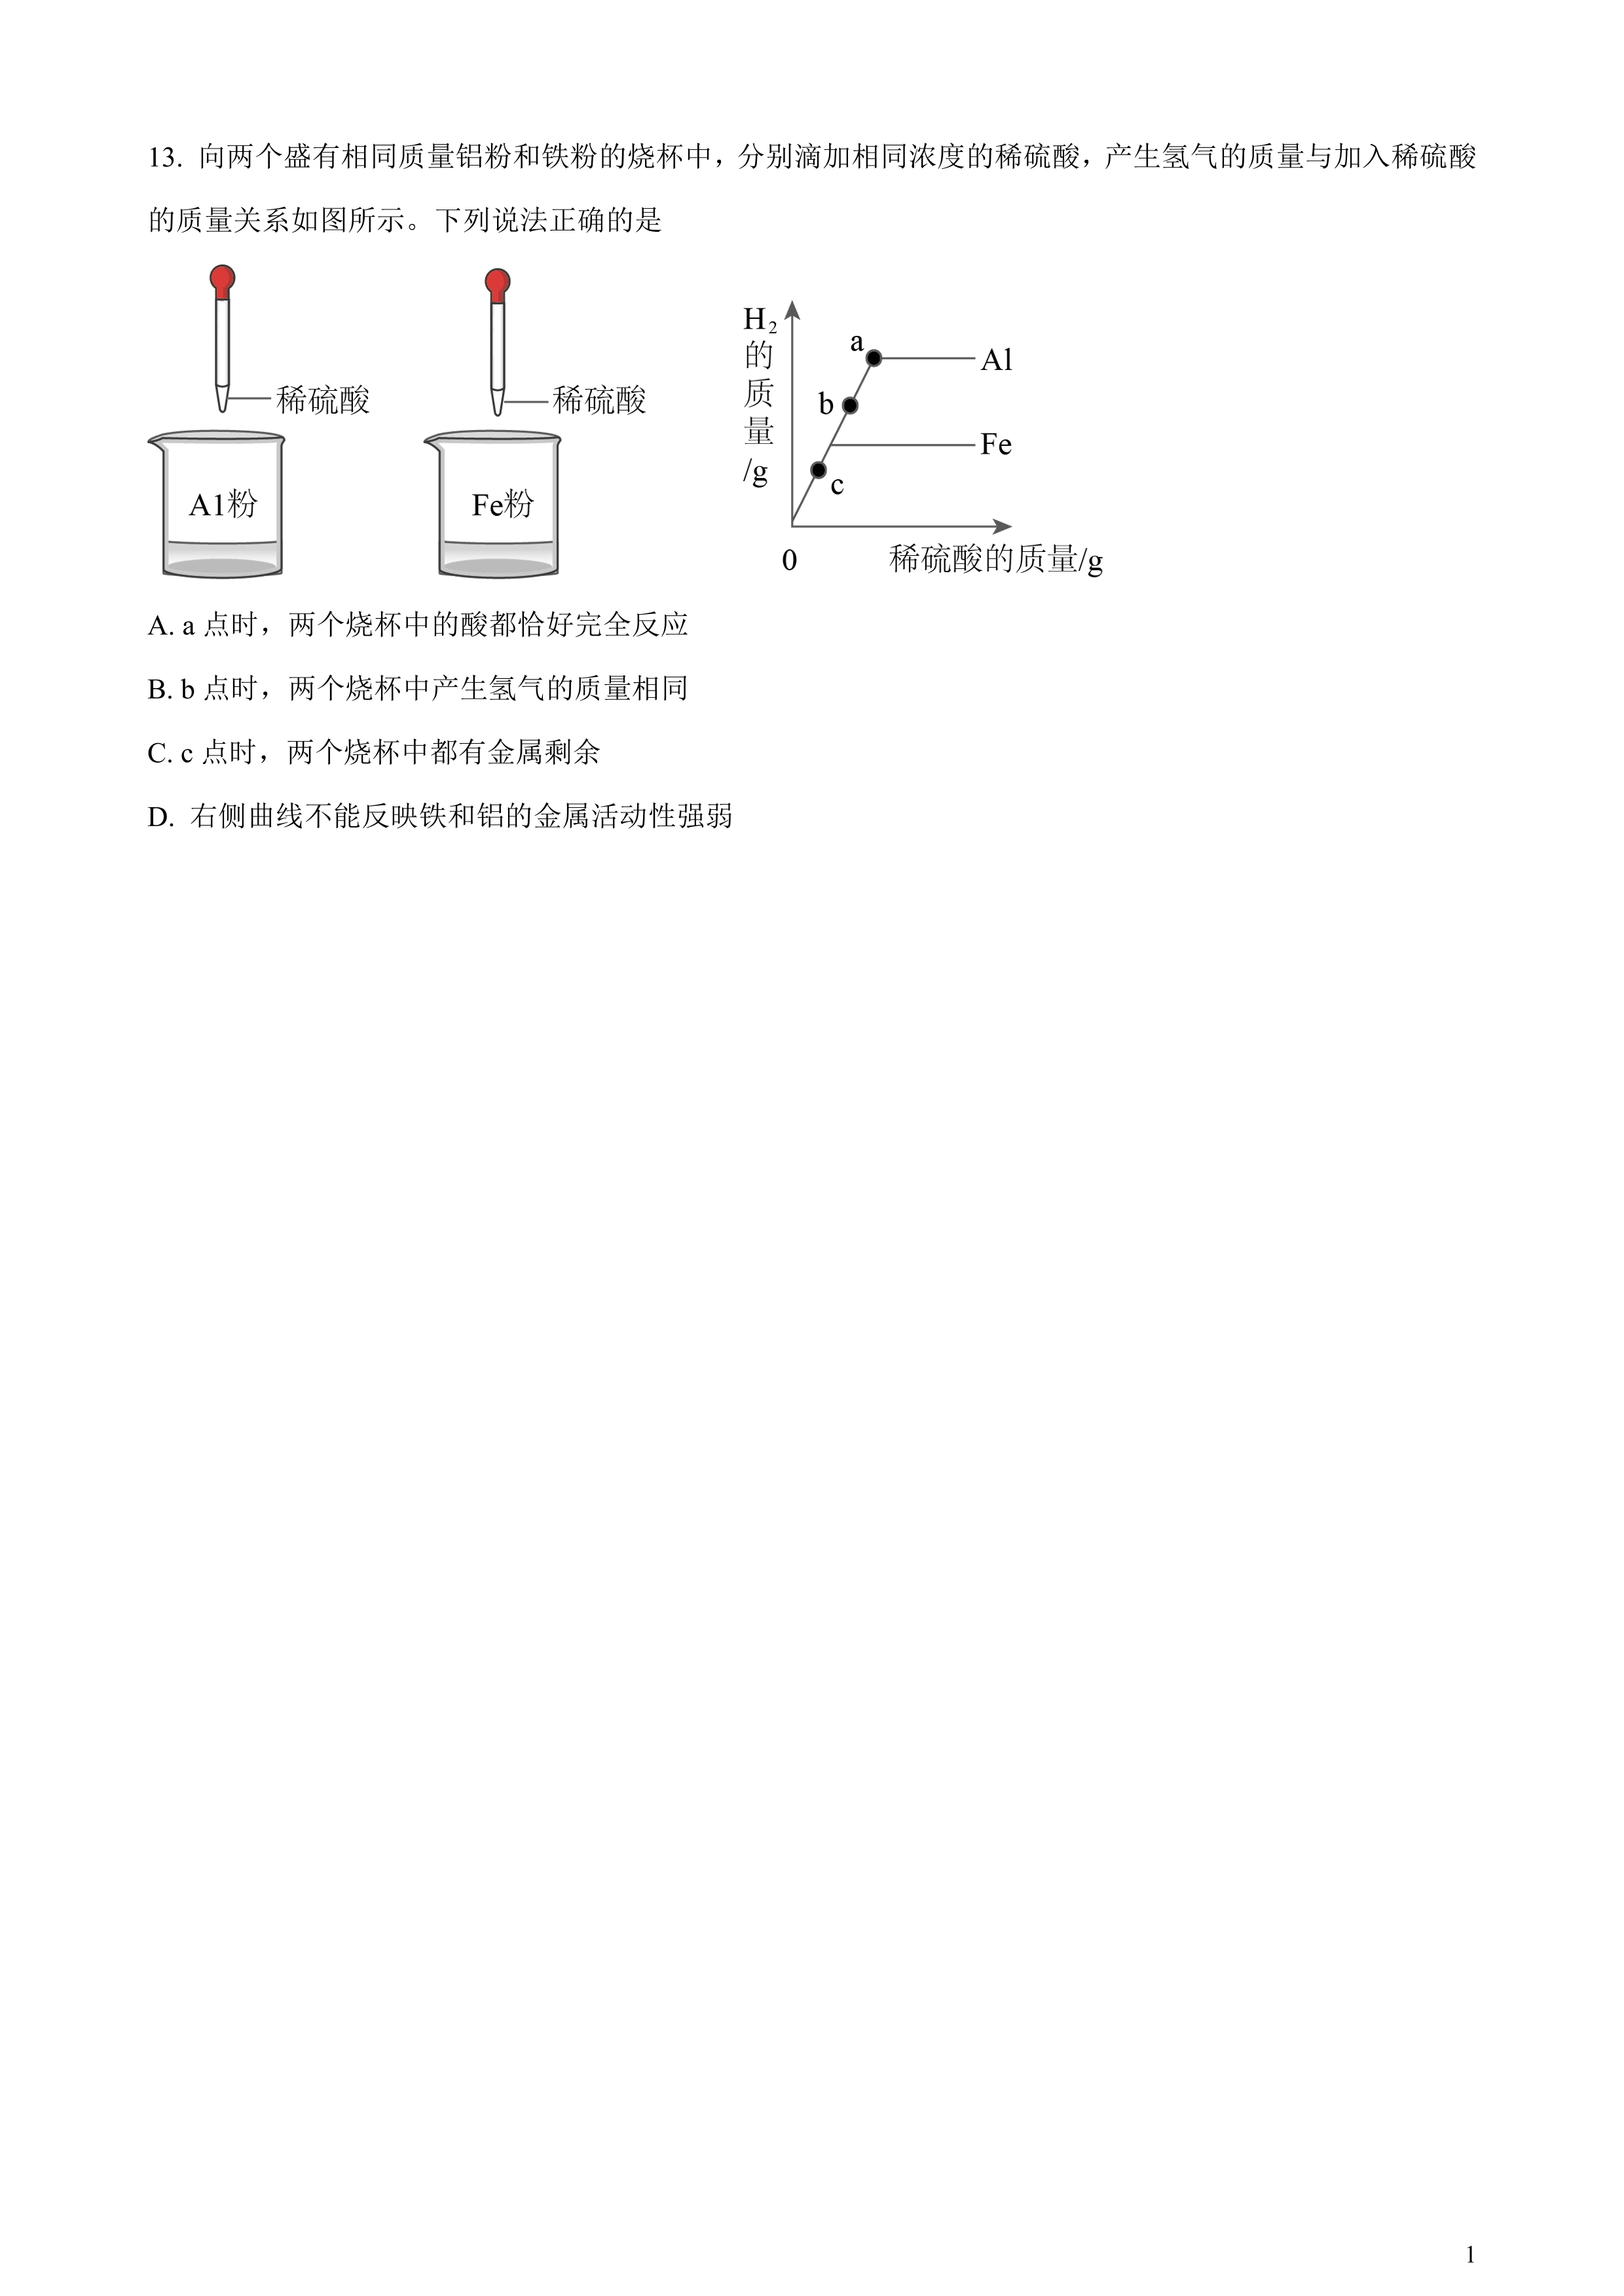 13. 向两个盛有相同质量铝粉和铁粉的烧杯中，分别滴加相同浓度的稀硫酸，产生氢气的质量与加入稀硫酸
的质量关系如图所示。下列说法正确的是
稀硫酸
稀硫酸
A1粉
Fe粉
H₂的质量/g
a
b
c
Al
Fe
0
稀硫酸的质量/g
A. a 点时，两个烧杯中的酸都恰好完全反应
B. b 点时，两个烧杯中产生氢气的质量相同
C. c 点时，两个烧杯中都有金属剩余
D. 右侧曲线不能反映铁和铝的金属活动性强弱
1